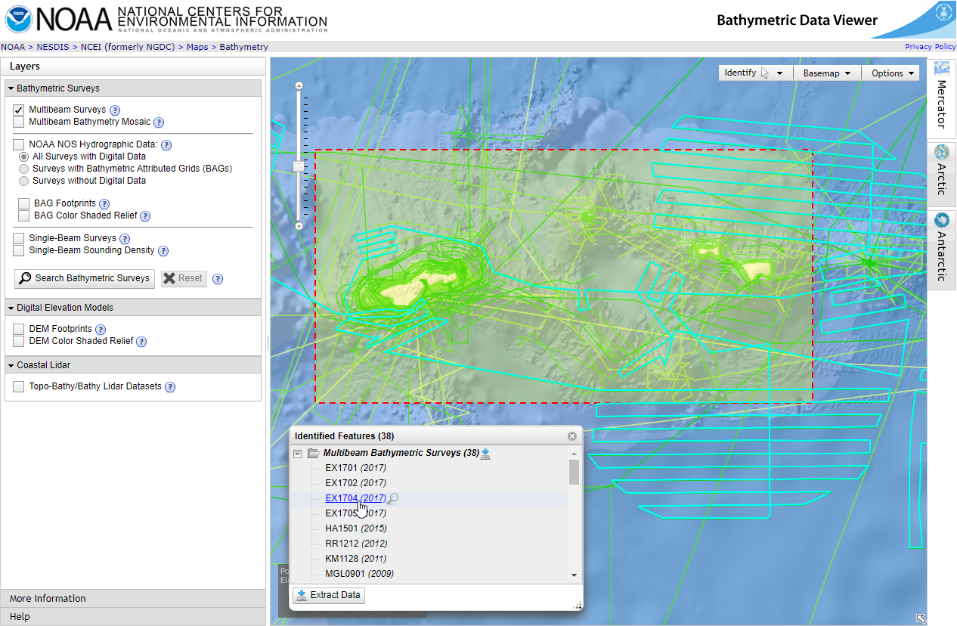 NOAA NATIONAL CENTERS FOR
ENVIRONMENTAL INFORMATION
NATIONAL OCEANIC AND ATMOSPHERIC ADMINISTRATION
Bathymetric Data Viewer
NOAA > NESDIS > NCEI (formerly NGDC) > Maps > Bathymetry
Privacy Policy
Layers
Bathymetric Surveys
Multibeam Surveys
Multibeam Bathymetry Mosaic
NOAA NOS Hydrographic Data:
All Surveys with Digital Data
Surveys with Bathymetric Attributed Grids (BAGs)
Surveys without Digital Data
BAG Footprints
BAG Color Shaded Relief
Single-Beam Surveys
Single-Beam Sounding Density
Search Bathymetric Surveys Reset
Digital Elevation Models
DEM Footprints
DEM Color Shaded Relief
Coastal Lidar
Topo-Bathy/Bathy Lidar Datasets
More Information
Help
Identify Basemap Options
Mercator
Arctic
Antarctic
Identified Features (38)
Multibeam Bathymetric Surveys (38)
EX1701 (2017)
EX1702 (2017)
EX1704 (2017)
EX1705 (2017)
HA1501 (2015)
RR1212 (2012)
KM1128 (2011)
MGL0901 (2009)
Extract Data